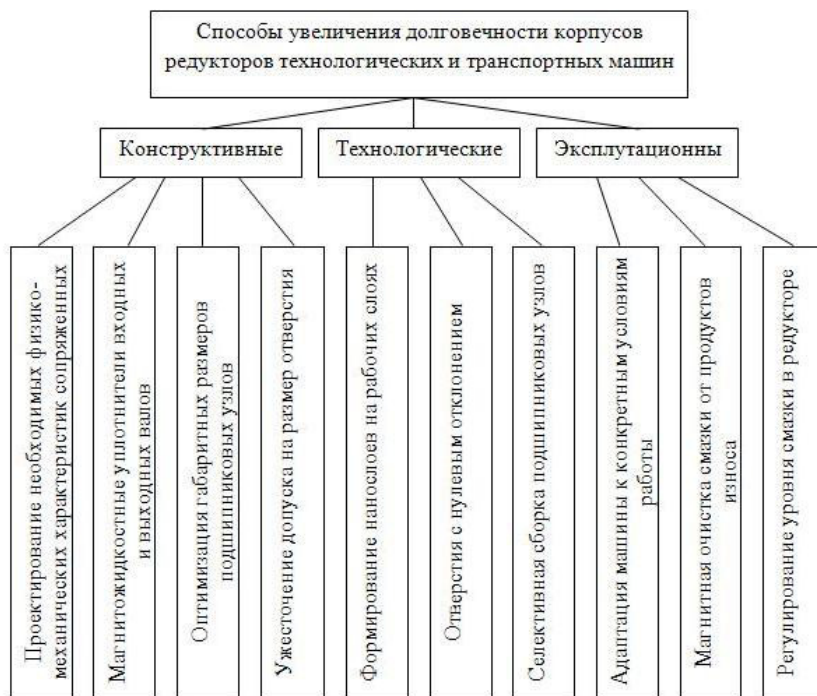 Способы увеличения долговечности корпусов
редукторов технологических и транспортных машин
Конструктивные
Технологические
Эксплутационны
Проектирование необходимых физико-
механических характеристик сопряженных
Магнитожидкостные уплотнители входных
и выходных валов
Оптимизация габаритных размеров
подшипниковых узлов
Ужесточение допуска на размер отверстия
Формирование нанослоев на рабочих слоях
Отверстия с нулевым отклонением
Селективная сборка подшипниковых узлов
Адаптация машины к конкретным условиям
работы
Магнитная очистка смазки от продуктов
износа
Регулирование уровня смазки в редукторе